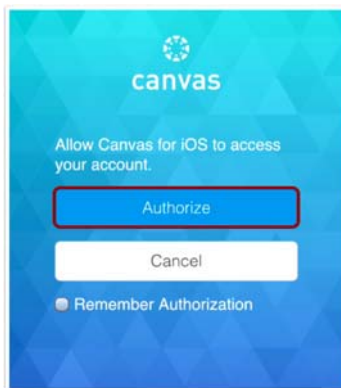 canvas
Allow Canvas for iOS to access
your account.
Authorize
Cancel
Remember Authorization